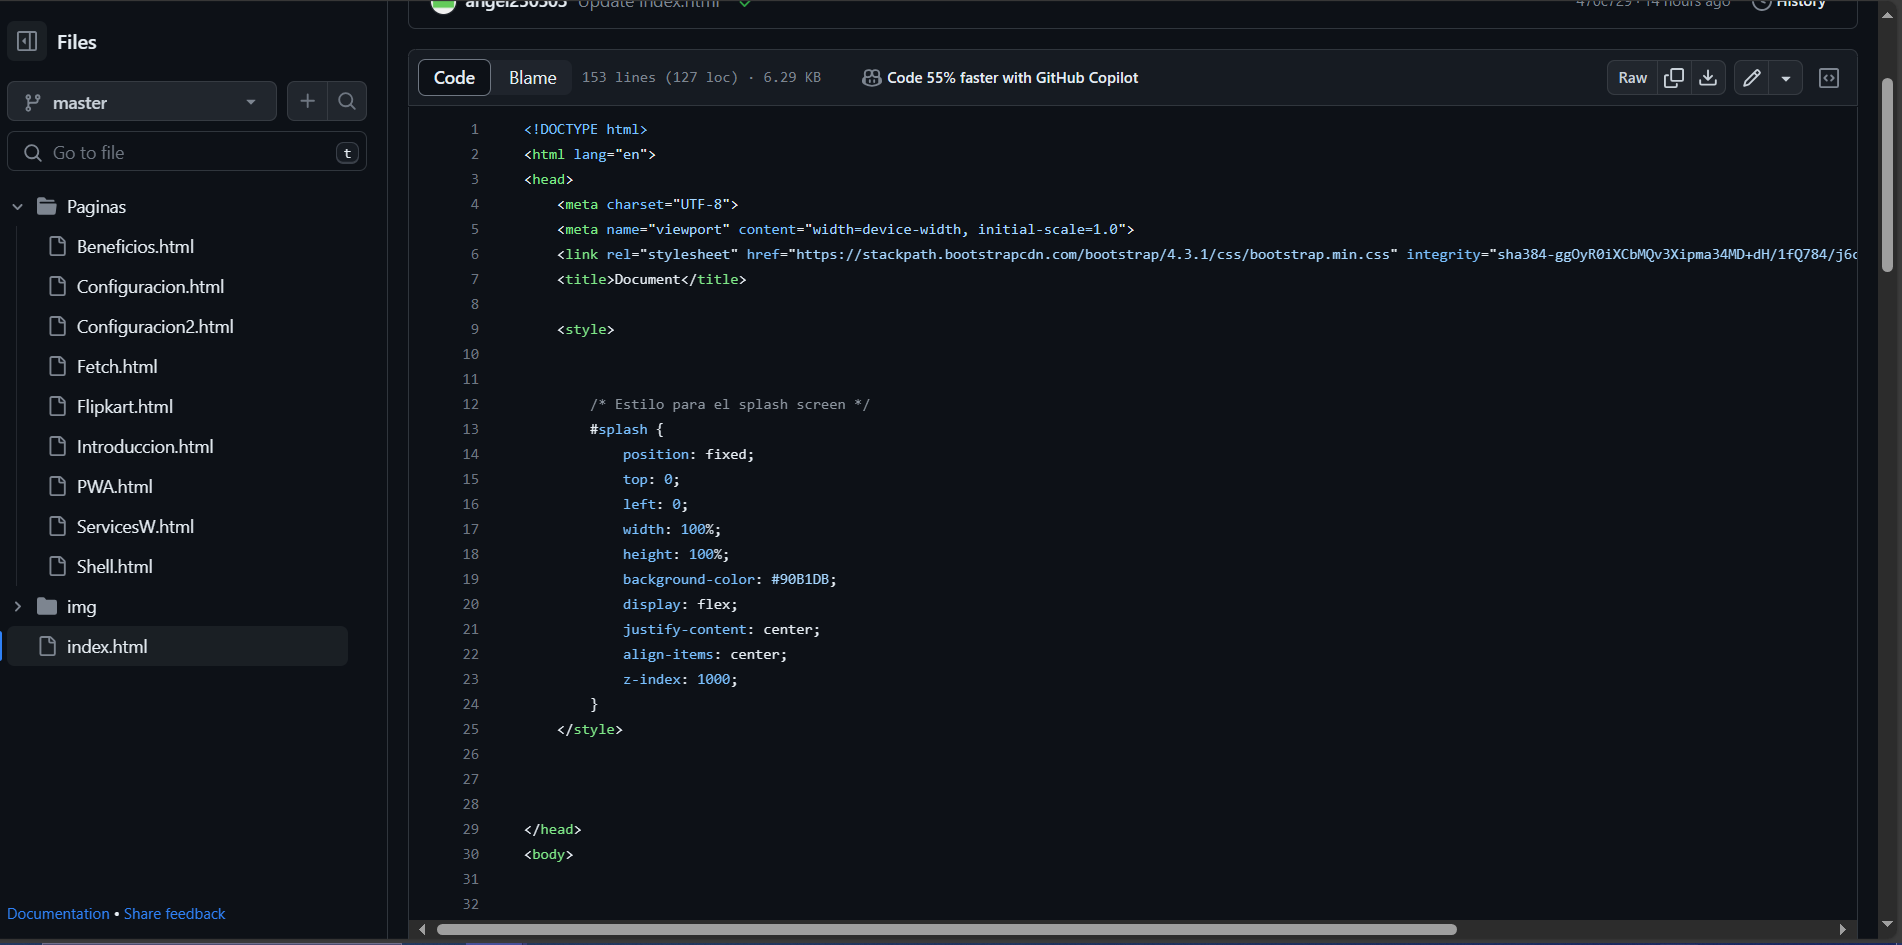 angel250303 Update index.html 470c729 · 14 hours ago History
Files
master
Go to file t
Paginas
Beneficios.html
Configuracion.html
Configuracion2.html
Fetch.html
Flipkart.html
Introduccion.html
PWA.html
ServicesW.html
Shell.html
img
index.html
Documentation • Share feedback
Code Blame 153 lines (127 loc) · 6.29 KB Code 55% faster with GitHub Copilot Raw
1 <!DOCTYPE html>
2 <html lang="en">
3 <head>
4 <meta charset="UTF-8">
5 <meta name="viewport" content="width=device-width, initial-scale=1.0">
6 <link rel="stylesheet" href="https://stackpath.bootstrapcdn.com/bootstrap/4.3.1/css/bootstrap.min.css" integrity="sha384-ggOyR0iXCbMQv3Xipma34MD+dH/1fQ784/j6c
7 <title>Document</title>
8
9 <style>
10
11
12 /* Estilo para el splash screen */
13 #splash {
14 position: fixed;
15 top: 0;
16 left: 0;
17 width: 100%;
18 height: 100%;
19 background-color: #90B1DB;
20 display: flex;
21 justify-content: center;
22 align-items: center;
23 z-index: 1000;
24 }
25 </style>
26
27
28
29 </head>
30 <body>
31
32